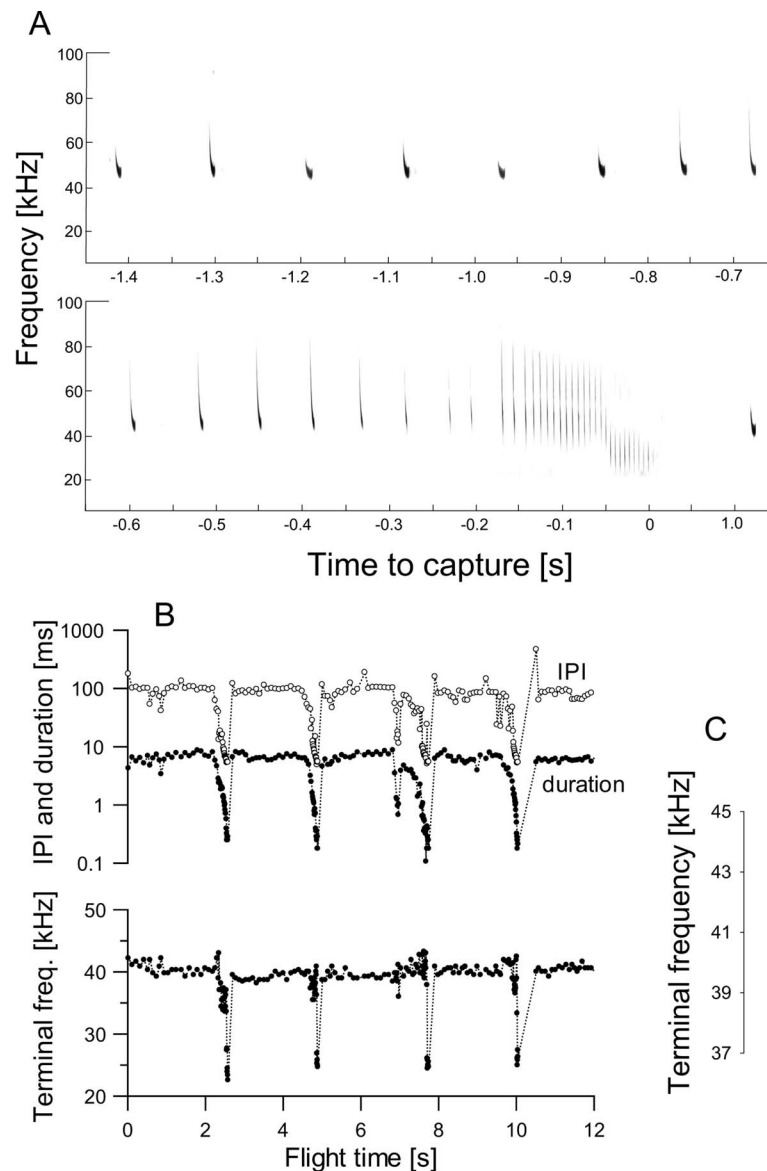 A
Frequency [kHz]
100
80
60
40
20
-1.4 -1.3 -1.2 -1.1 -1.0 -0.9 -0.8 -0.7
100
80
60
40
20
-0.6 -0.5 -0.4 -0.3 -0.2 -0.1 0 1.0
Time to capture [s]
B
IPI and duration [ms]
1000
100
10
1
0.1
IPI
duration
Terminal freq. [kHz]
50
40
30
20
0 2 4 6 8 10 12
Flight time [s]
C
Terminal frequency [kHz]
45
43
41
39
37